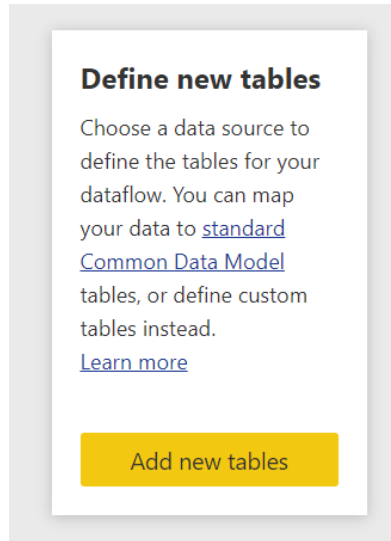 Define new tables
Choose a data source to
define the tables for your
dataflow. You can map
your data to standard
Common Data Model
tables, or define custom
tables instead.
Learn more
Add new tables